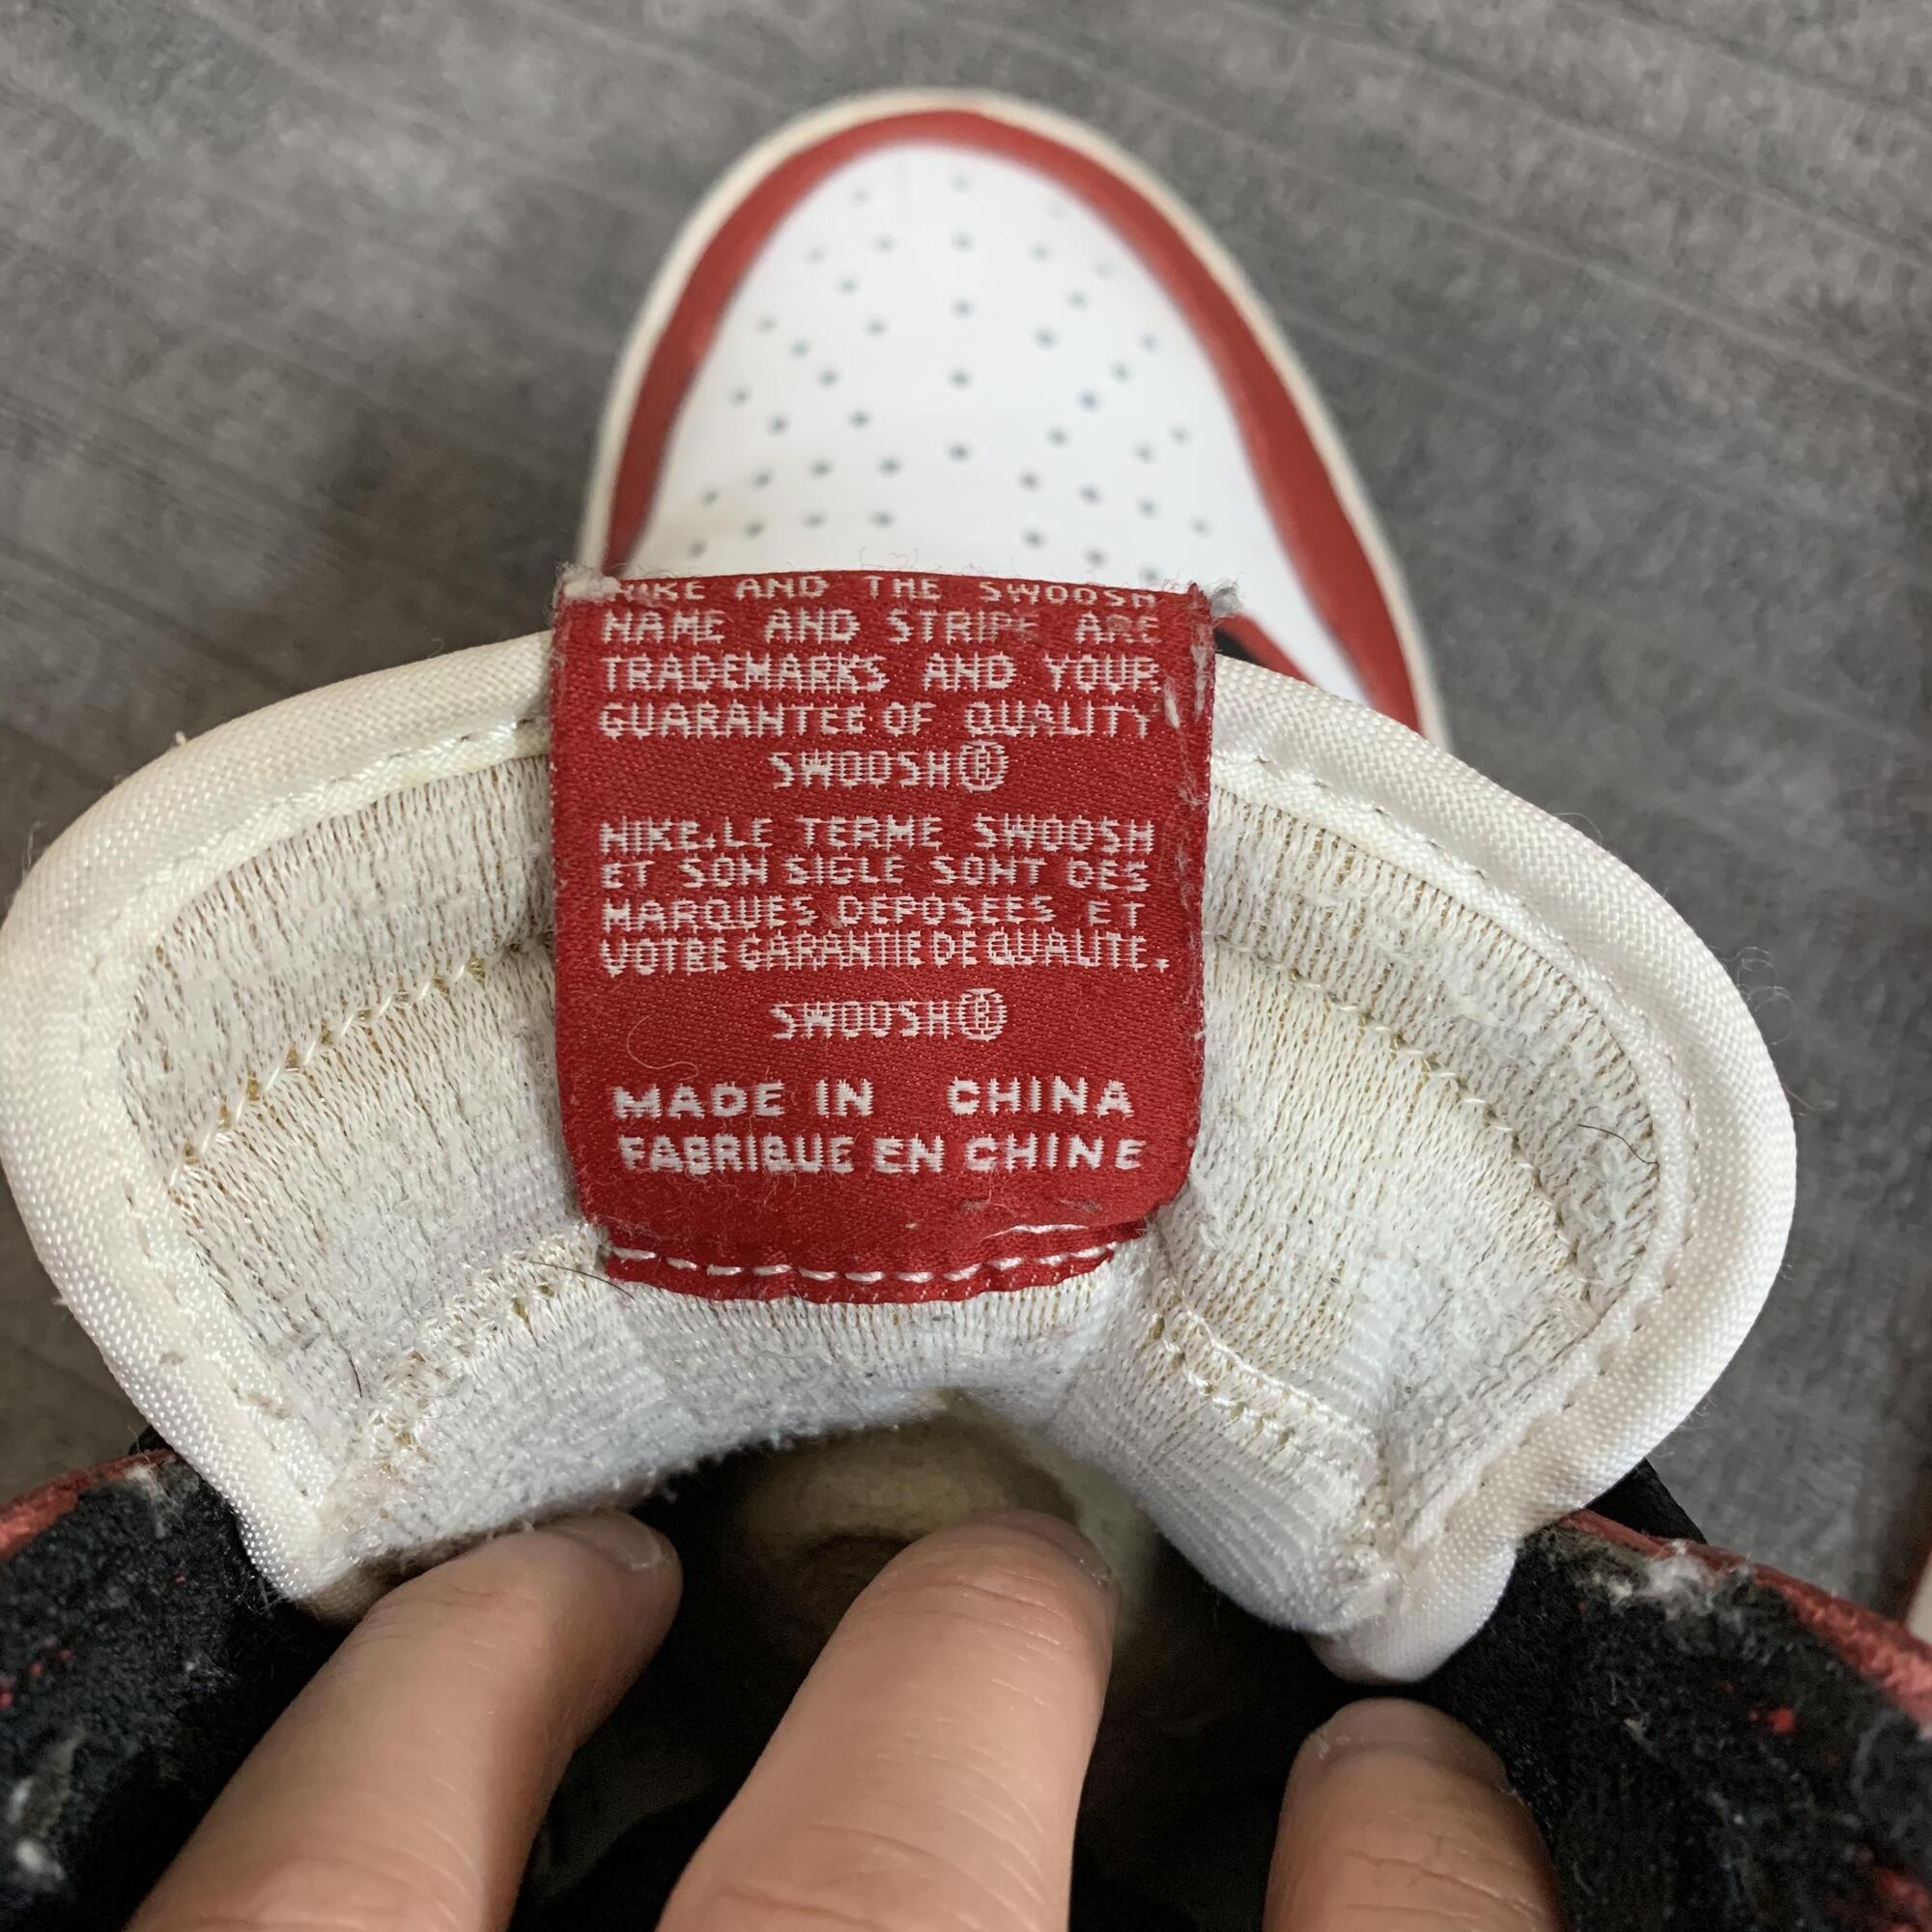 NIKE AND THE SWOOSH
NAME AND STRIPE ARE
TRADEMARKS AND YOUR
GUARANTEE OF QUALITY
SWOOSH®
NIKE,LE TERME SWOOSH
ET SON SIGLE SONT DES
MARQUES DEPOSEES ET
VOTRE GARANTIE DE QUALITE.
SWOOSH®
MADE IN CHINA
FABRIQUE EN CHINE